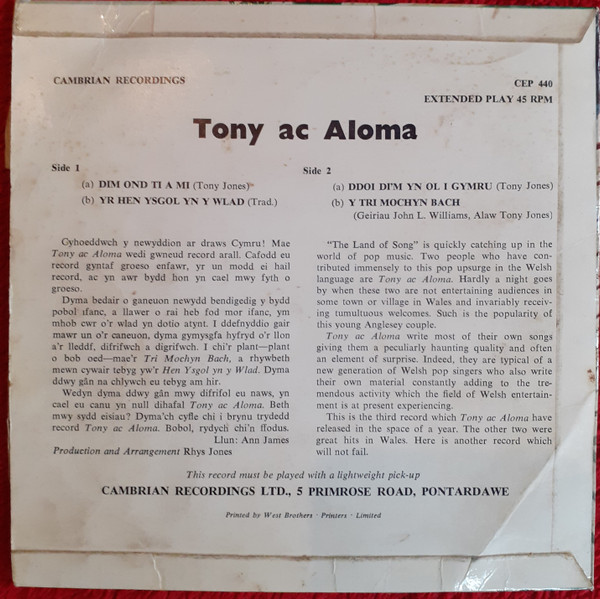 CAMBRIAN RECORDINGS
CEP 440
EXTENDED PLAY 45 RPM
Tony ac Aloma
Side 1
(a) DIM OND TI A MI (Tony Jones)
(b) YR HEN YSGOL YN Y WLAD (Trad.)
Side 2
(a) DDOI DI'M YN OL I GYMRU (Tony Jones)
(b) Y TRI MOCHYN BACH
(Geiriau John L. Williams, Alaw Tony Jones)
Gyhoeddwch y newyddion ar draws Cymru! Mae
Tony ac Aloma wedi gwneud record arall. Cafodd eu
record gyntaf groeso enfawr, yr un modd ei hail
record, ac yn awr bydd hon yn cael mwy fyth o
groeso.
Dyma bedair o ganeuon newydd bendigedig y bydd
pobol ifanc, a llawer o rai heb fod mor ifanc, ym
mhob cwr o'r wlad yn dotio atynt. I ddefnyddio gair
mawr un o'r caneuon, dyma gymysgfa hyfryd o'r llon
a'r lleddf, difrifwch a digrifwch. I chi'r plant—plant
o bob oed—mae'r Tri Mochyn Bach, a rhywbeth
mewn cywair tebyg yw'r Hen Ysgol yn y Wlad. Dyma
ddwy gân na chlywch eu tebyg am hir.
Wedyn dyma ddwy gân mwy difrifol eu naws, yn
cael eu canu yn null dihafal Tony ac Aloma. Beth
mwy sydd eisiau? Dyma'ch cyfle chi i brynu trydedd
record Tony ac Aloma. Bobol, rydych chi'n ffodus.
Llun: Ann James
Production and Arrangement Rhys Jones
"The Land of Song" is quickly catching up in the
world of pop music. Two people who have con-
tributed immensely to this pop upsurge in the Welsh
language are Tony ac Aloma. Hardly a night goes
by when these two are not entertaining audiences in
some town or village in Wales and invariably receiv-
ing tumultuous welcomes. Such is the popularity of
this young Anglesey couple.
Tony ac Aloma write most of their own songs
giving them a peculiarly haunting quality and often
an element of surprise. Indeed, they are typical of a
new generation of Welsh pop singers who also write
their own material constantly adding to the tre-
mendous activity which the field of Welsh entertain-
ment is at present experiencing.
This is the third record which Tony ac Aloma have
released in the space of a year. The other two were
great hits in Wales. Here is another record which
will not fail.
This record must be played with a lightweight pick-up
CAMBRIAN RECORDINGS LTD., 5 PRIMROSE ROAD, PONTARDAWE
Printed by West Brothers · Printers · Limited